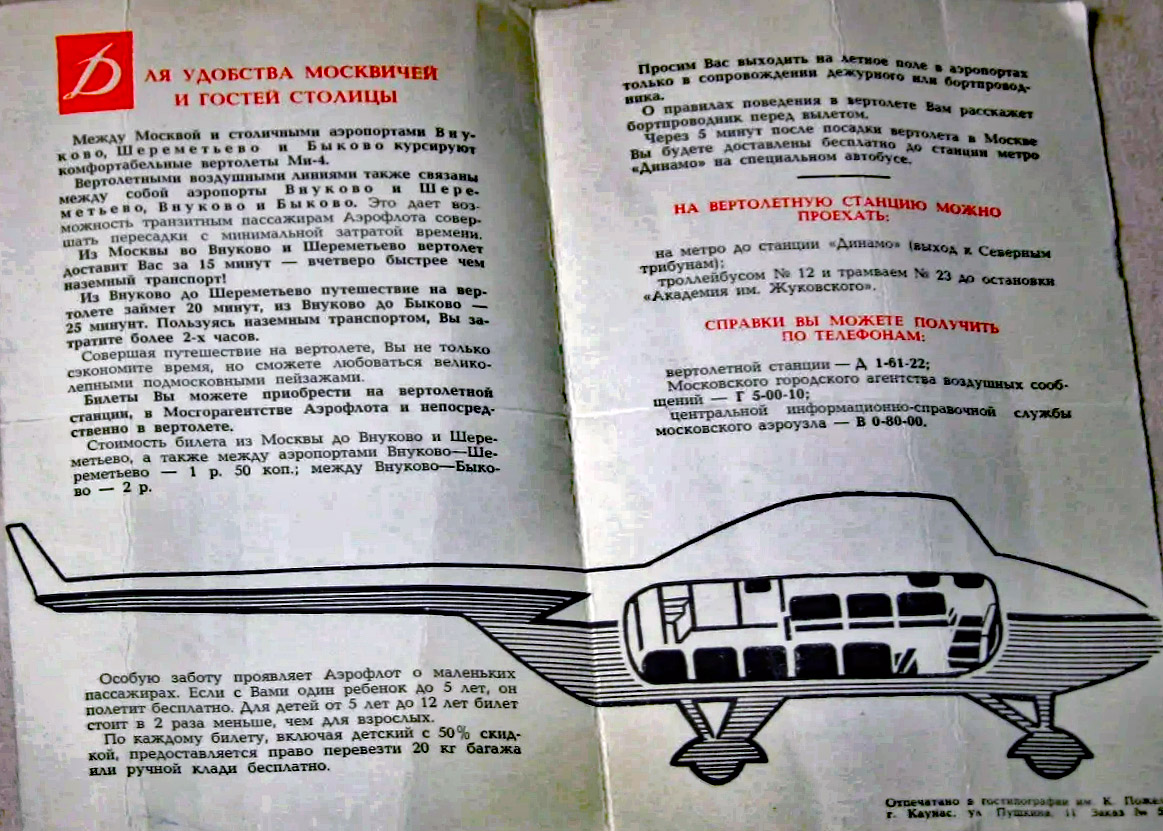 ДЛЯ УДОБСТВА МОСКВИЧЕЙ
И ГОСТЕЙ СТОЛИЦЫ
Между Москвой и столичными аэропортами Вну-
ково, Шереметьево и Быково курсируют
комфортабельные вертолеты Ми-4.
Вертолетными воздушными линиями также связаны
между собой аэропорты Внуково и Шере-
метьево, Внуково и Быково. Это дает воз-
можность транзитным пассажирам Аэрофлота совер-
шать пересадки с минимальной затратой времени.
Из Москвы во Внуково и Шереметьево вертолет
доставит Вас за 15 минут — вчетверо быстрее чем
наземный транспорт!
Из Внуково до Шереметьево путешествие на вер-
толете займет 20 минут, из Внуково до Быково —
25 минунт. Пользуясь наземным транспортом, Вы за-
тратите более 2-х часов.
Совершая путешествие на вертолете, Вы не только
сэкономите время, но сможете любоваться велико-
лепными подмосковными пейзажами.
Билеты Вы можете приобрести на вертолетной
станции, в Мосгорагентстве Аэрофлота и непосред-
ственно в вертолете.
Стоимость билета из Москвы до Внуково и Шере-
метьево, а также между аэропортами Внуково—Ше-
реметьево — 1 р. 50 коп.; между Внуково—Быко-
во — 2 р.
Особую заботу проявляет Аэрофлот о маленьких
пассажирах. Если с Вами один ребенок до 5 лет, он
полетит бесплатно. Для детей от 5 лет до 12 лет билет
стоит в 2 раза меньше, чем для взрослых.
По каждому билету, включая детский с 50% скид-
кой, предоставляется право перевезти 20 кг багажа
или ручной клади бесплатно.
Просим Вас выходить на летное поле в аэропортах
только в сопровождении дежурного или бортпровод-
ника.
О правилах поведения в вертолете Вам расскажет
бортпроводник перед вылетом.
Через 5 минут после посадки вертолета в Москве
Вы будете доставлены бесплатно до станции метро
«Динамо» на специальном автобусе.
НА ВЕРТОЛЕТНУЮ СТАНЦИЮ МОЖНО
ПРОЕХАТЬ:
на метро до станции «Динамо» (выход к Северным
трибунам);
троллейбусом № 12 и трамваем № 23 до остановки
«Академия им. Жуковского».
СПРАВКИ ВЫ МОЖЕТЕ ПОЛУЧИТЬ
ПО ТЕЛЕФОНАМ:
вертолетной станции — Д 1-61-22;
Московского городского агентства воздушных сооб-
щений — Г 5-00-10;
центральной информационно-справочной службы
московского аэроузла — В 0-80-00.
Отпечатано в гостипографии им. К. Поже
г. Каунас, ул Пушкина, 11 Заказ №